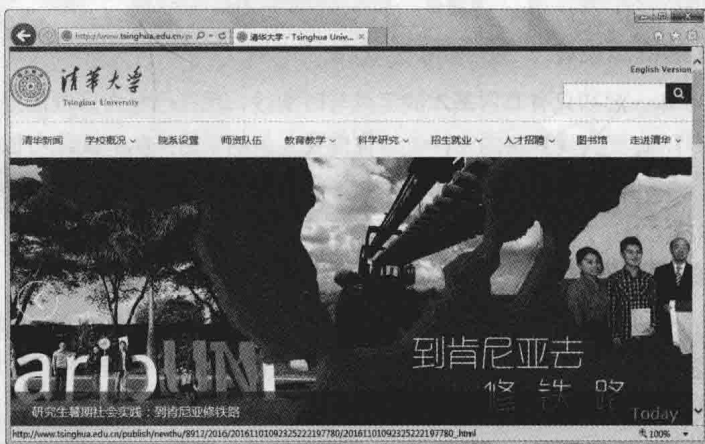 http://www.tsinghua.edu.cn/pu
清华大学 - Tsinghua Univ...
English Version
清华大学
Tsinghua University
清华新闻 学校概况 院系设置 师资队伍 教育教学 科学研究 招生就业 人才招聘 图书馆 走进清华
到肯尼亚去
修铁路
研究生暑期社会实践：到肯尼亚修铁路
Today
http://www.tsinghua.edu.cn/publish/newthu/8912/2016/20161101092325222197780/20161101092325222197780_.html
100%